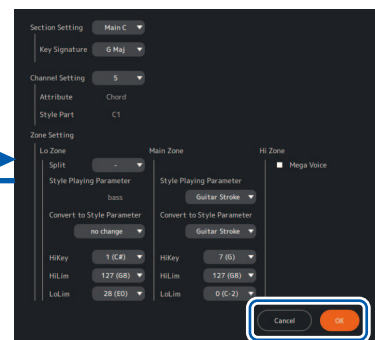 Section Setting Main C
Key Signature G Maj
Channel Setting 5
Attribute Chord
Style Part C1
Zone Setting
Lo Zone Main Zone Hi Zone
Split - Mega Voice
Style Playing Parameter Style Playing Parameter
bass Guitar Stroke
Convert to Style Parameter Convert to Style Parameter
no change Guitar Stroke
HiKey 1 (C#) HiKey 7 (G)
HiLim 127 (G8) HiLim 127 (G8)
LoLim 28 (E0) LoLim 0 (C-2)
Cancel OK